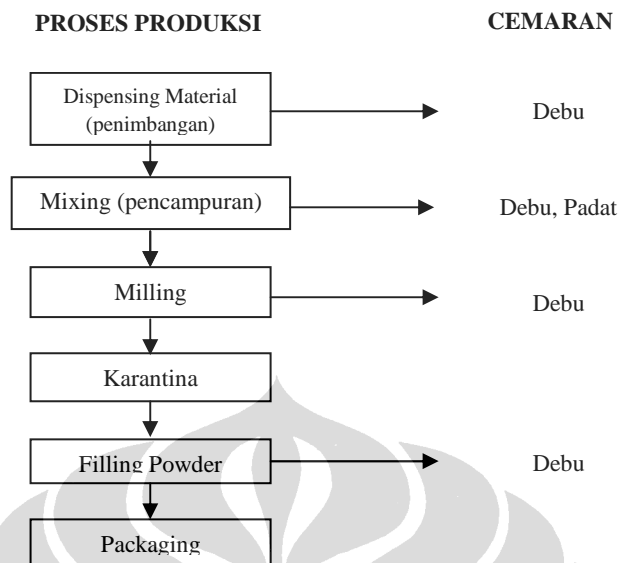 PROSES PRODUKSI CEMARAN
Dispensing Material
(penimbangan)
Debu
Mixing (pencampuran)
Debu, Padat
Milling
Debu
Karantina
Filling Powder
Debu
Packaging